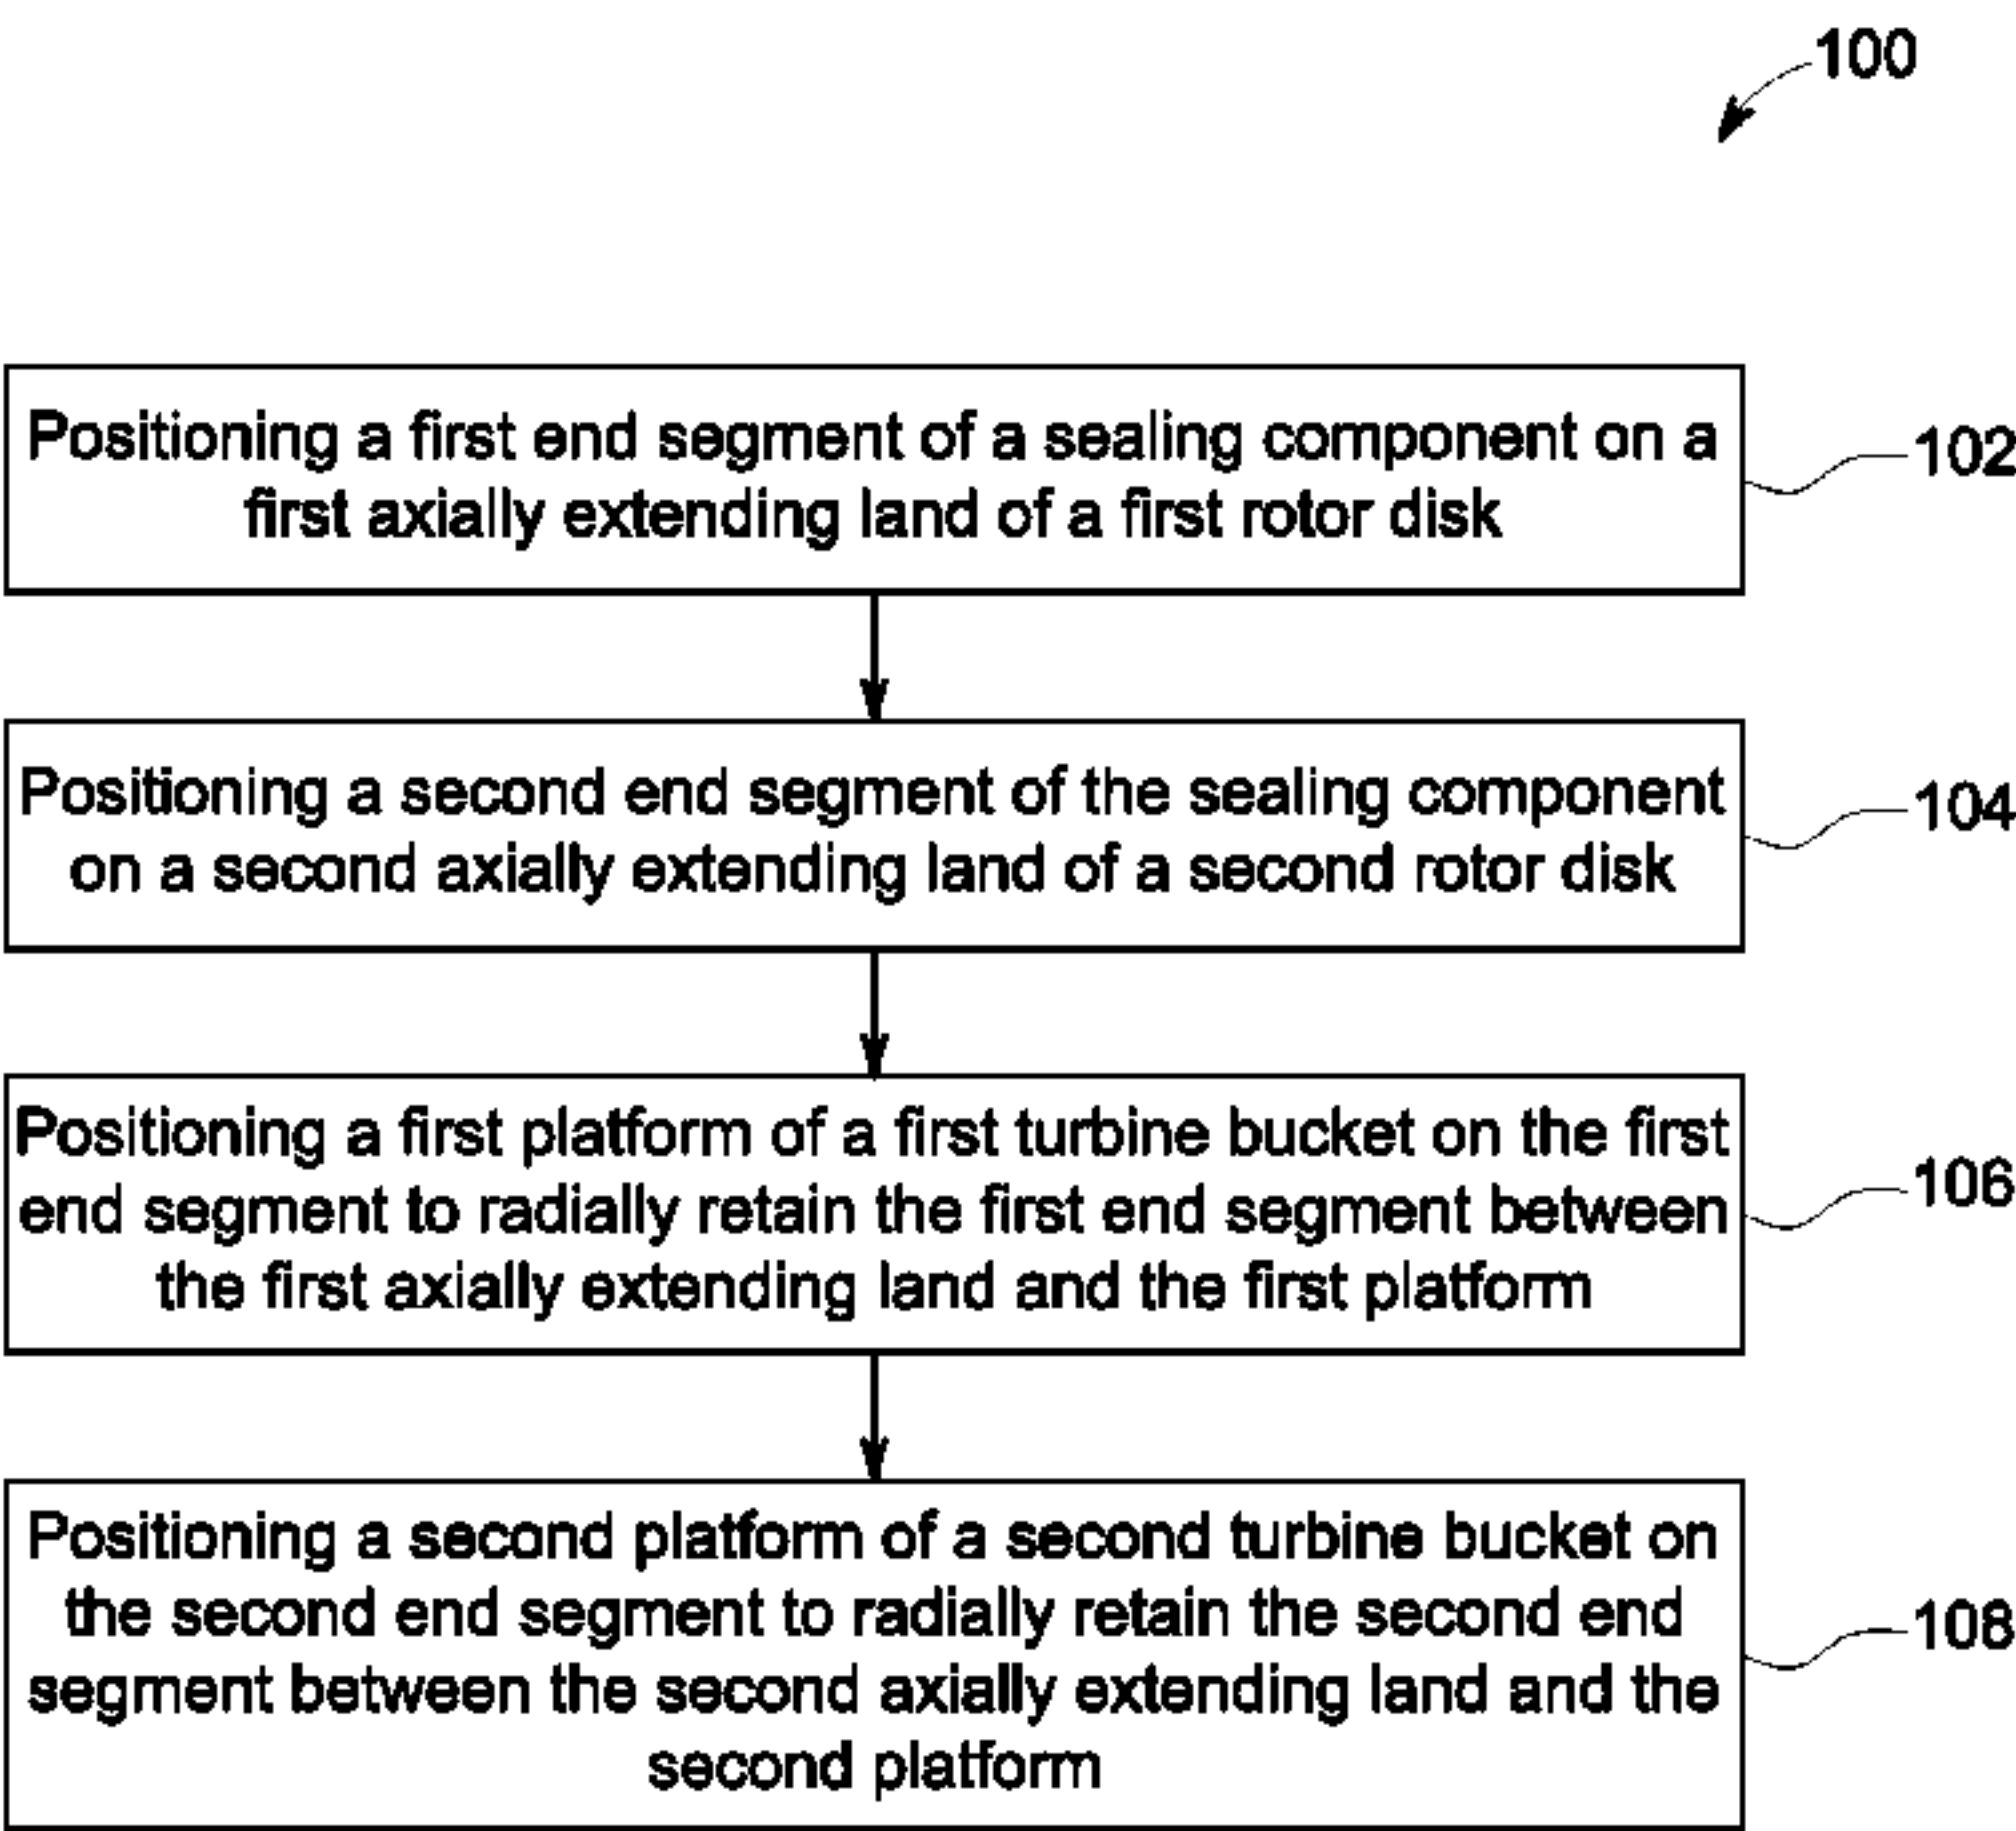 100
Positioning a first end segment of a sealing component on a
first axially extending land of a first rotor disk
102
Positioning a second end segment of the sealing component
on a second axially extending land of a second rotor disk
104
Positioning a first platform of a first turbine bucket on the first
end segment to radially retain the first end segment between
the first axially extending land and the first platform
106
Positioning a second platform of a second turbine bucket on
the second end segment to radially retain the second end
segment between the second axially extending land and the
second platform
108